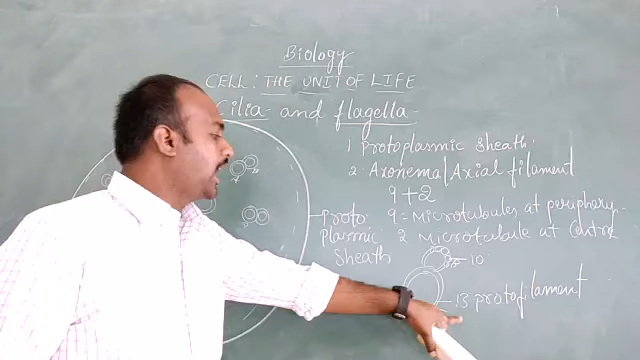 Biology
CELL: THE UNIT OF LIFE
Cilia and flagella
1 Protoplasmic sheath
2 Axonema/Axial filament
9+2
9 = Microtubules at periphery
2 Microtubule at Centre
Proto
Plasmic
Sheath
10
13 protofilament